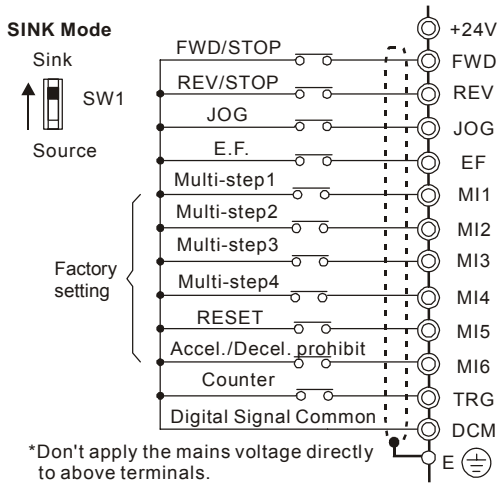 SINK Mode
Sink
SW1
Source
+24V
FWD/STOP
FWD
REV/STOP
REV
JOG
JOG
E.F.
EF
Multi-step1
MI1
Multi-step2
MI2
Multi-step3
MI3
Factory
setting
Multi-step4
MI4
RESET
MI5
Accel./Decel. prohibit
MI6
Counter
TRG
Digital Signal Common
DCM
*Don't apply the mains voltage directly
to above terminals.
E